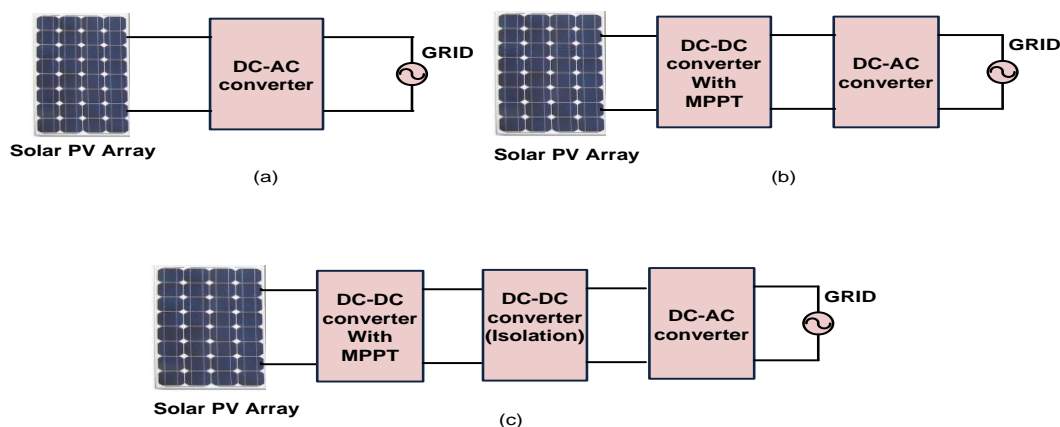 DC-AC
converter
GRID
Solar PV Array
(a)
DC-DC
converter
With
MPPT
DC-AC
converter
GRID
Solar PV Array
(b)
DC-DC
converter
With
MPPT
DC-DC
converter
(Isolation)
DC-AC
converter
GRID
Solar PV Array
(c)